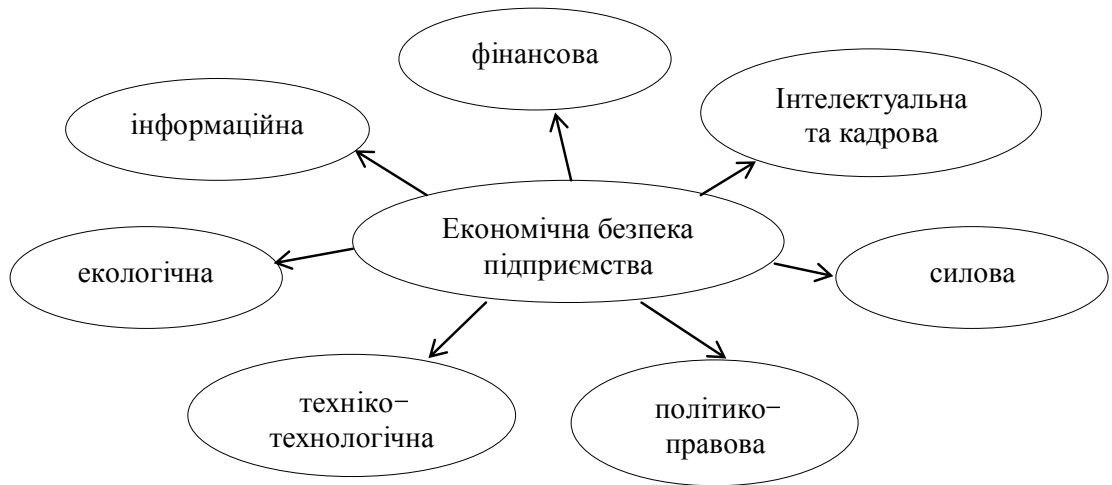 фінансова
Інтелектуальна
та кадрова
інформаційна
Економічна безпека
підприємства
екологічна
силова
техніко−
технологічна
політико−
правова